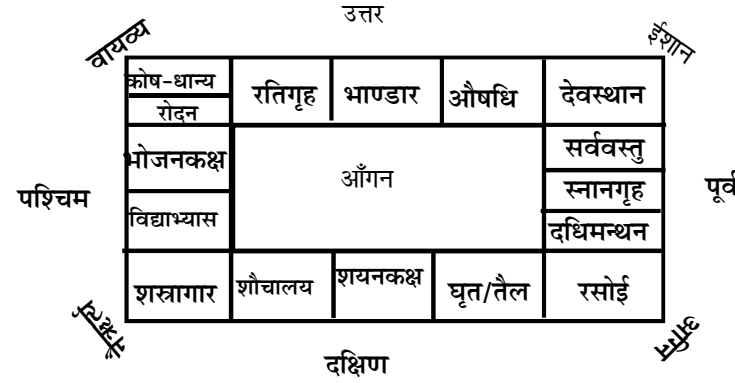 उत्तर
वायव्य
ईशान
कोष-धान्य
रोदन
रतिगृह
भाण्डार
औषधि
देवस्थान
भोजनकक्ष
आँगन
सर्ववस्तु
स्नानगृह
पश्चिम
पूर्व
विद्याभ्यास
दधिमन्थन
शस्त्रागार
शौचालय
शयनकक्ष
घृत/तैल
रसोई
नैऋत्य
अग्नि
दक्षिण